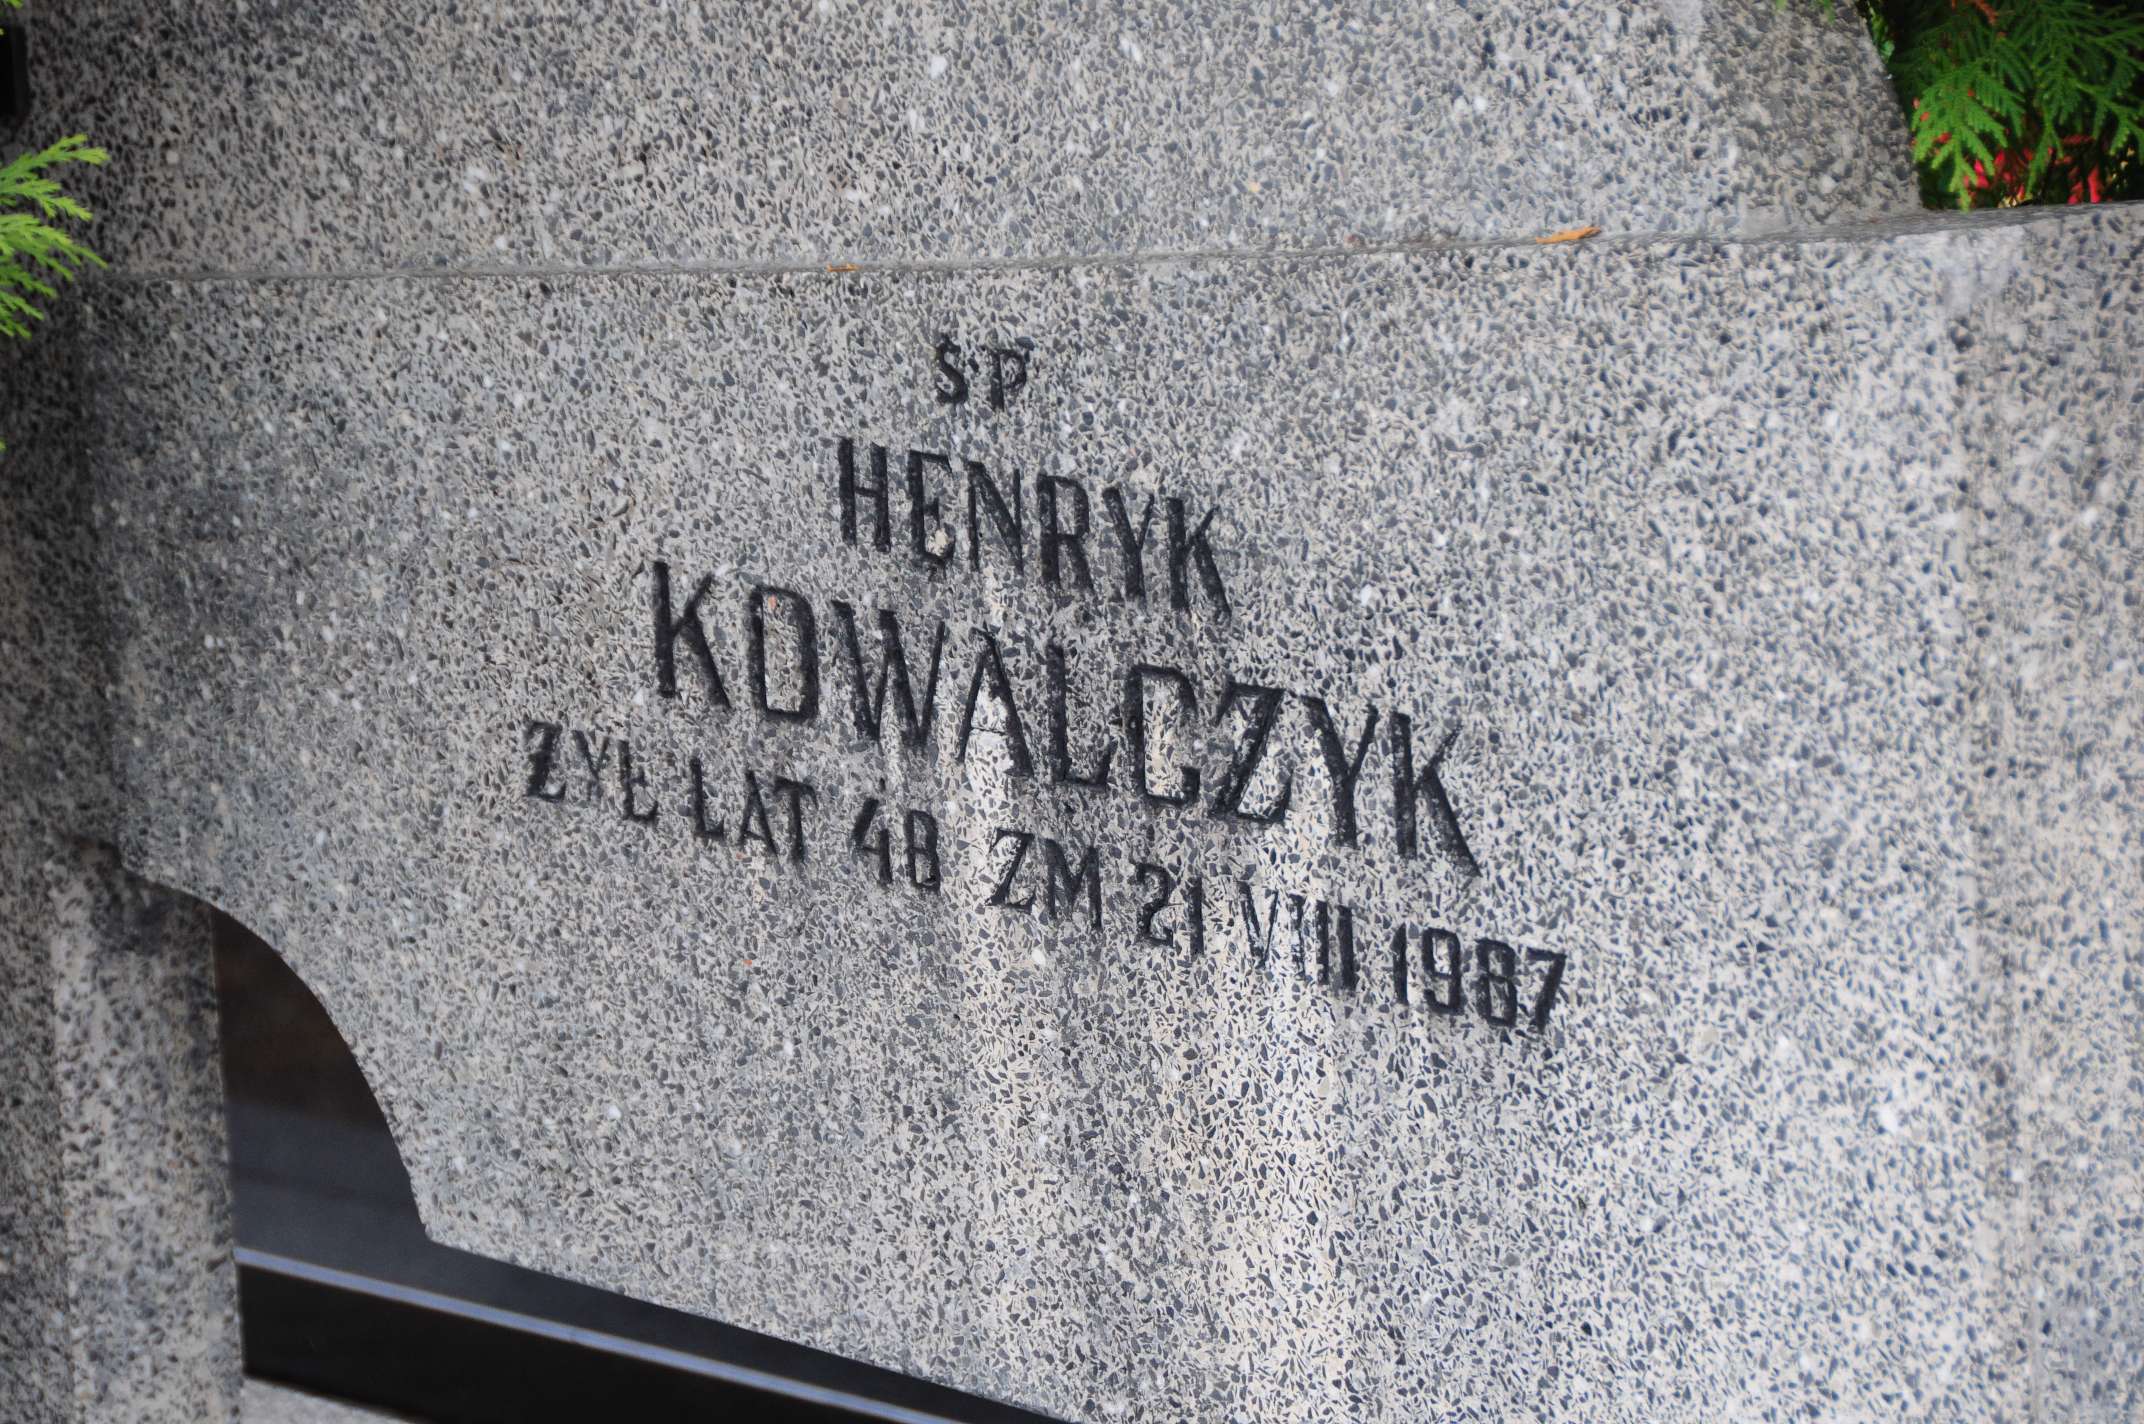 ŚP
HENRYK
KOWALCZYK
ŻYŁ LAT 48 ZM 21 VIII 1987